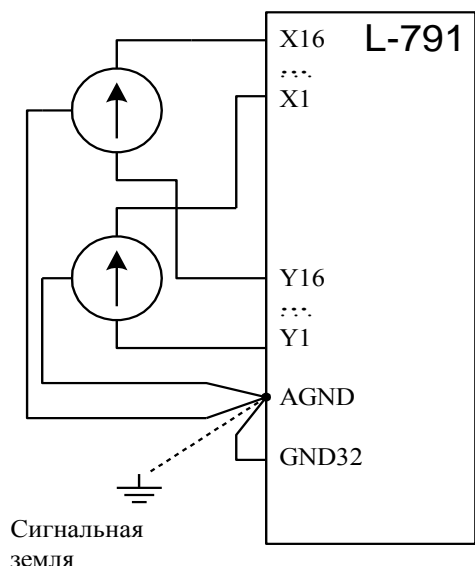 L-791
X16
...
X1
Y16
...
Y1
AGND
GND32
Сигнальная
земля